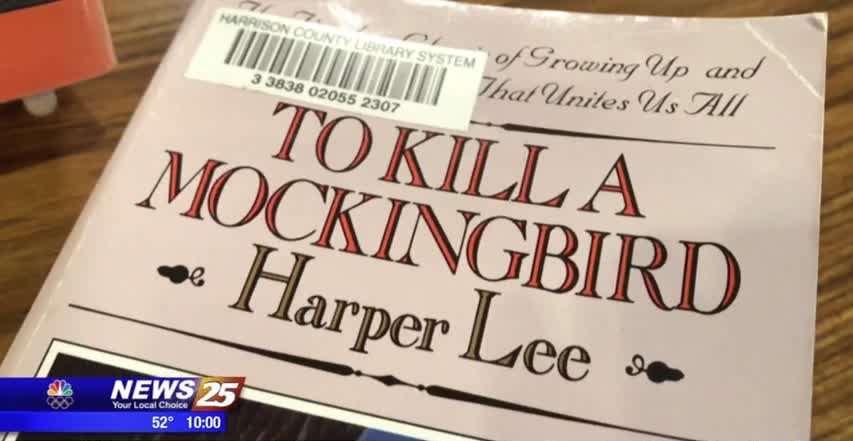 HARRISON COUNTY LIBRARY SYSTEM
3 3838 02055 2307
of Growing Up and
That Unites Us All
TO KILL A
MOCKINGBIRD
Harper Lee
NEWS 25
Your Local Choice
52° 10:00